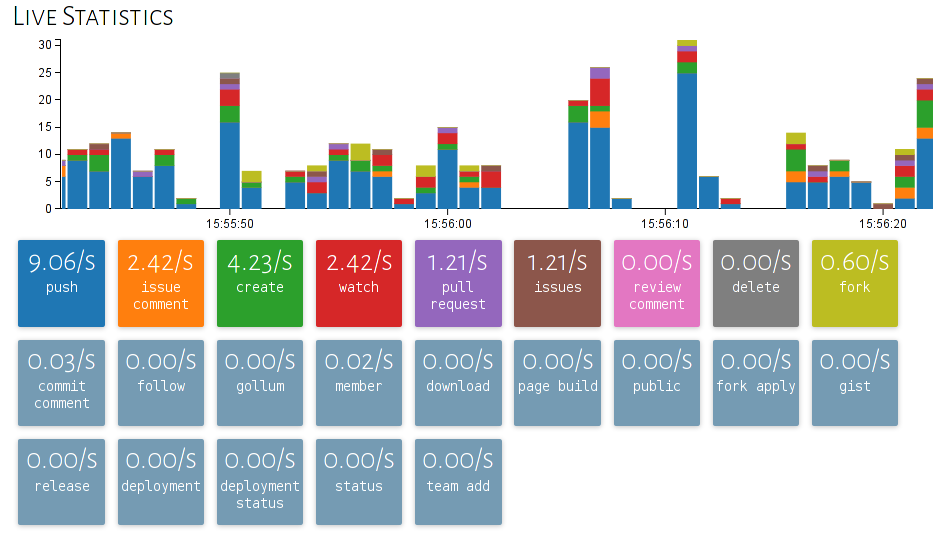 Live Statistics
30
25
20
15
10
5
0
15:55:50 15:56:00 15:56:10 15:56:20
9.06/s 2.42/s 4.23/s 2.42/s 1.21/s 1.21/s 0.00/s 0.00/s 0.60/s
push issue create watch pull issues review delete fork
comment request comment
0.03/s 0.00/s 0.00/s 0.02/s 0.00/s 0.00/s 0.00/s 0.00/s 0.00/s
commit follow gollum member download page build public fork apply gist
comment
0.00/s 0.00/s 0.00/s 0.00/s 0.00/s
release deployment deployment status team add
status